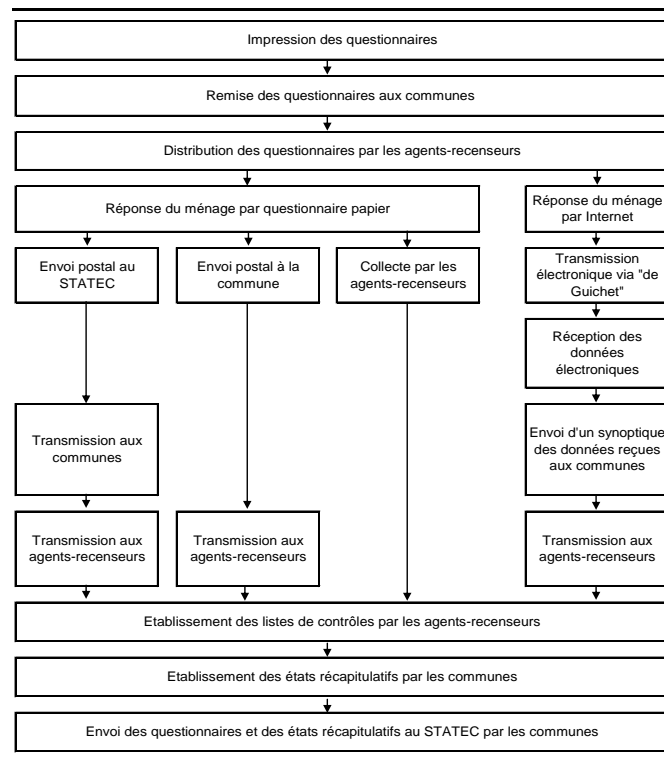 Impression des questionnaires
Remise des questionnaires aux communes
Distribution des questionnaires par les agents-recenseurs
Réponse du ménage par questionnaire papier
Réponse du ménage
par Internet
Envoi postal au
STATEC
Envoi postal à la
commune
Collecte par les
agents-recenseurs
Transmission
électronique via "de
Guichet"
Réception des
données
électroniques
Transmission aux
communes
Envoi d'un synoptique
des données reçues
aux communes
Transmission aux
agents-recenseurs
Transmission aux
agents-recenseurs
Transmission aux
agents-recenseurs
Etablissement des listes de contrôles par les agents-recenseurs
Etablissement des états récapitulatifs par les communes
Envoi des questionnaires et des états récapitulatifs au STATEC par les communes